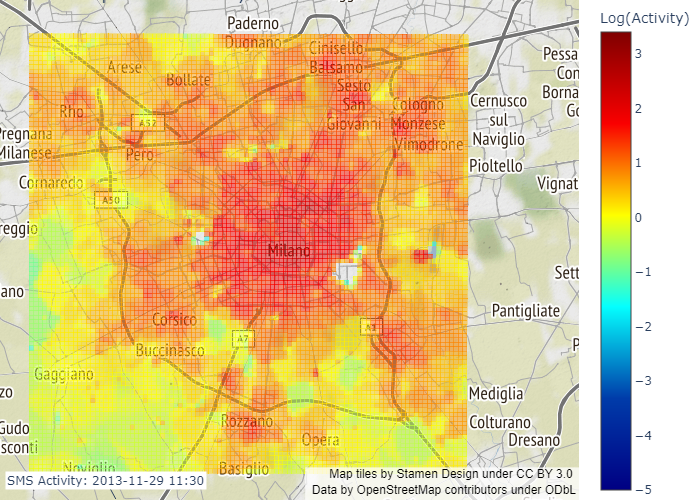 Log(Activity)
Paderno
Dugnano
Cinisello
Balsamo
Arese
Bollate
Sesto
San
Giovanni
Pessa
Con
Borna
Go
Rho
A52
Cologno
Monzese
Cernusco
sul
Naviglio
Pregnana
Milanese
Pero
Vimodrone
Pioltello
Cornaredo
Vignat
A50
reggio
Milano
Sett
ano
Pantigliate
Corsico
A7
A1
Buccinasco
P
Gaggiano
zo
Mediglia
Rozzano
Colturano
Gudo
sconti
Opera
Dresano
Noviglio
Basiglio
3
2
1
0
−1
−2
−3
−4
−5
SMS Activity: 2013-11-29 11:30
Map tiles by Stamen Design under CC BY 3.0
Data by OpenStreetMap contributors under ODbL